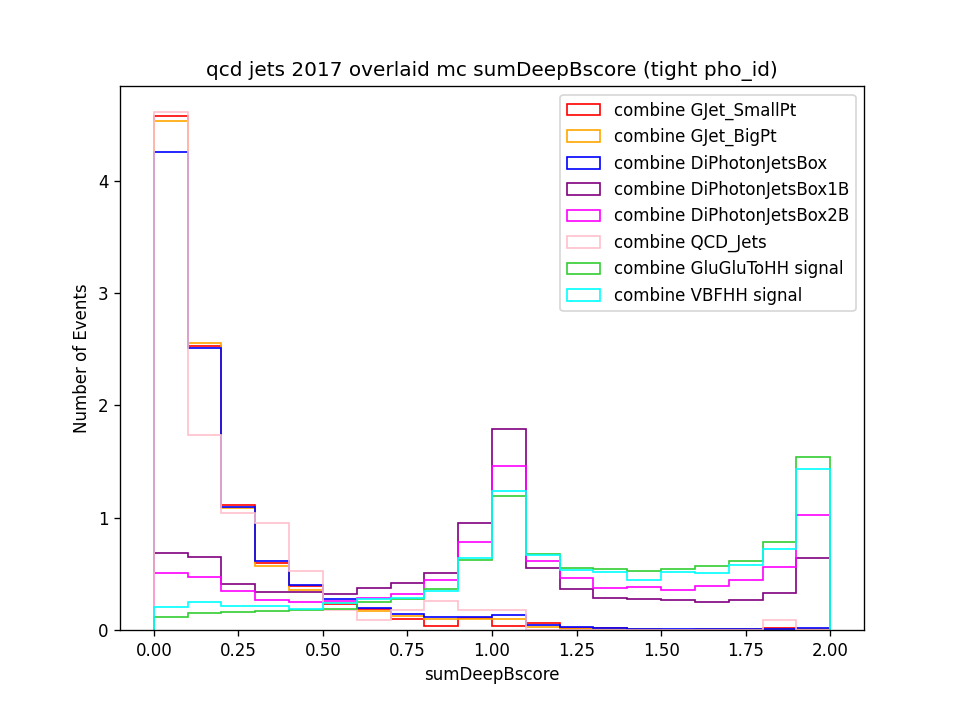 qcd jets 2017 overlaid mc sumDeepBscore (tight pho_id)
combine GJet_SmallPt
combine GJet_BigPt
combine DiPhotonJetsBox
combine DiPhotonJetsBox1B
combine DiPhotonJetsBox2B
combine QCD_Jets
combine GluGluToHH signal
combine VBFHH signal
Number of Events
4
3
2
1
0
0.00 0.25 0.50 0.75 1.00 1.25 1.50 1.75 2.00
sumDeepBscore